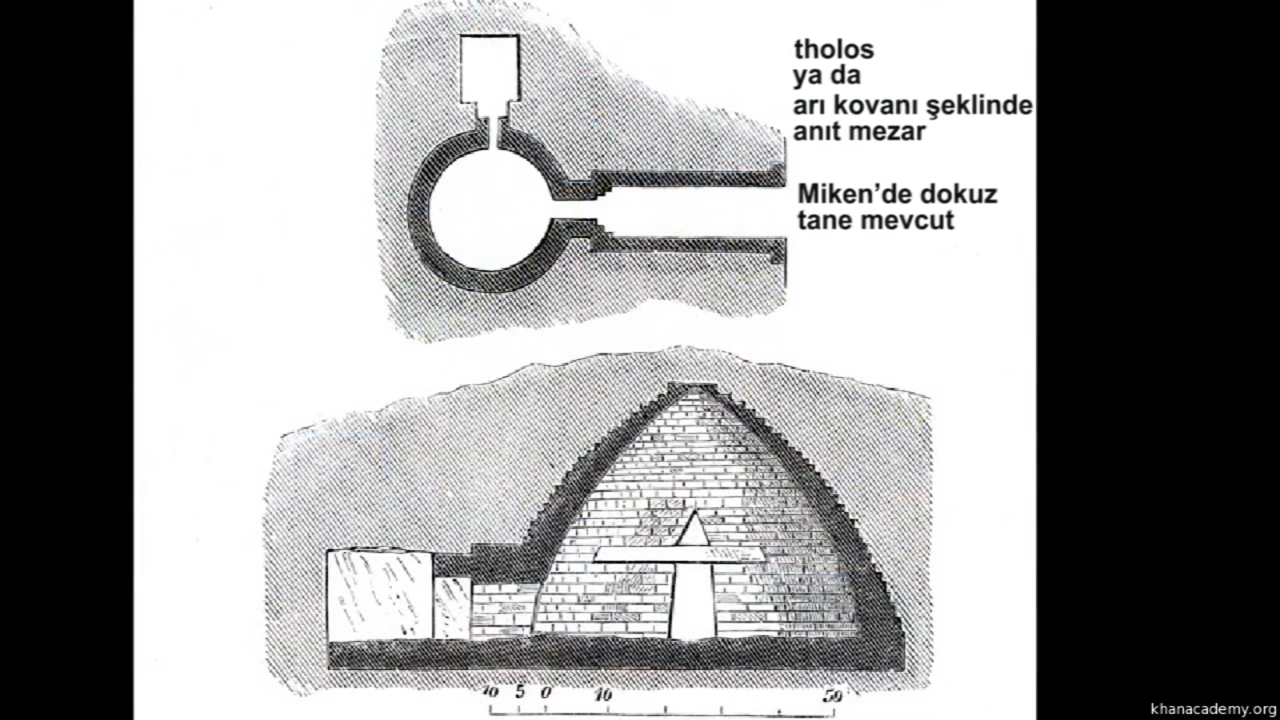 tholos
ya da
arı kovanı şeklinde
anıt mezar
Miken’de dokuz
tane mevcut
10 5 0 10 50
khanacademy.org